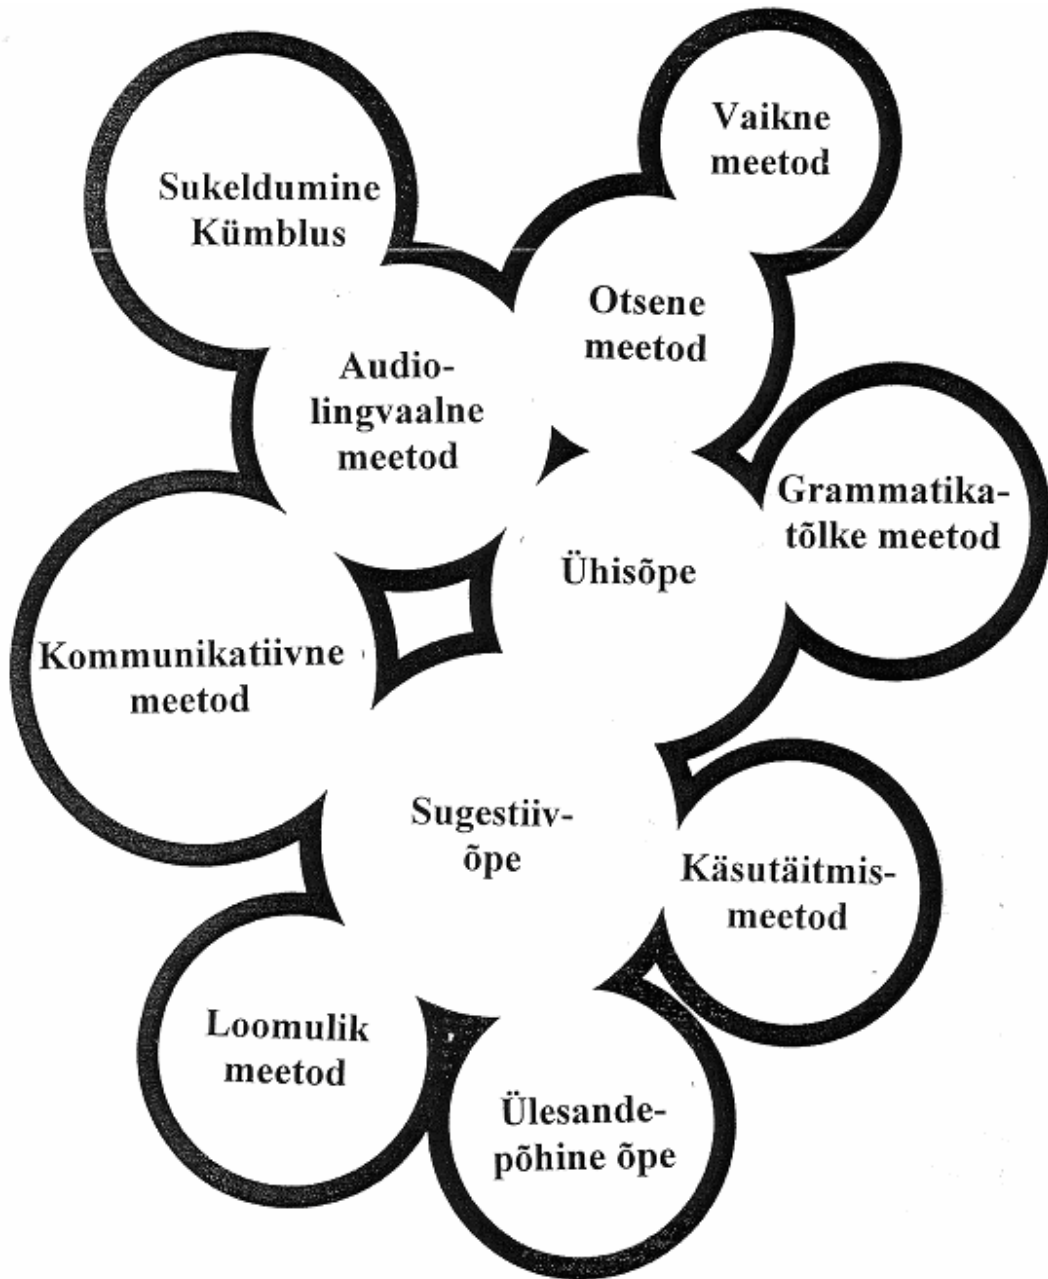 Vaikne
meetod
Sukeldumine
Kümblus
Otsene
meetod
Audio-
lingvaalne
meetod
Grammatika-
tõlke meetod
Ühisõpe
Kommunikatiivne
meetod
Sugestiiv-
õpe
Käsutäitmis-
meetod
Loomulik
meetod
Ülesande-
põhine õpe